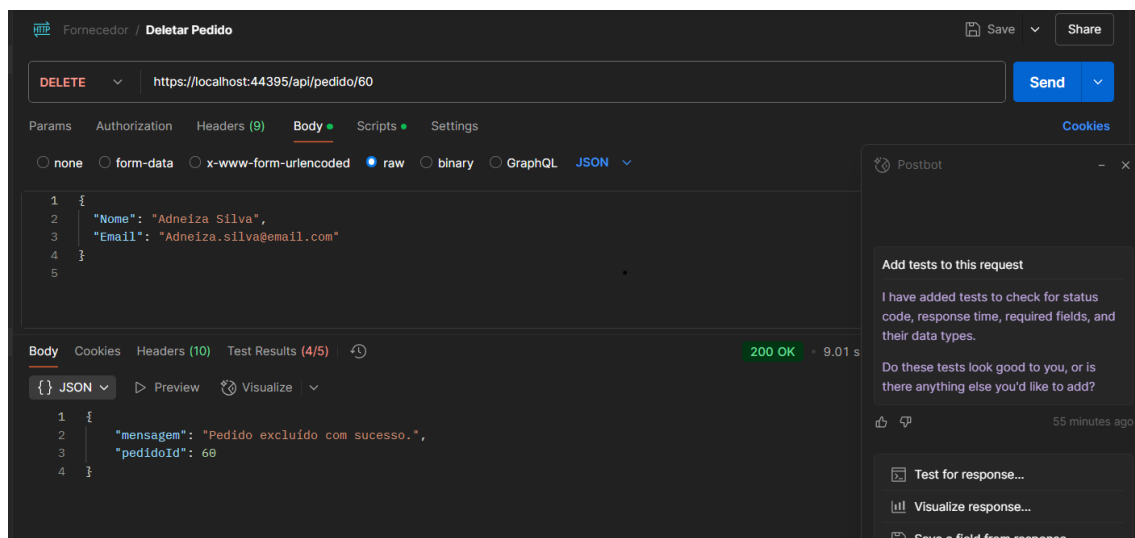 HTTP Fornecedor / Deletar Pedido Save Share
DELETE https://localhost:44395/api/pedido/60 Send
Params Authorization Headers (9) Body Scripts Settings Cookies
none form-data x-www-form-urlencoded raw binary GraphQL JSON
1 {
2 "Nome": "Adneiza Silva",
3 "Email": "Adneiza.silva@email.com"
4 }
5
Body Cookies Headers (10) Test Results (4/5) 200 OK 9.01 s
{} JSON Preview Visualize
1 {
2 "mensagem": "Pedido excluído com sucesso.",
3 "pedidoId": 60
4 }
Postbot
Add tests to this request
I have added tests to check for status
code, response time, required fields, and
their data types.
Do these tests look good to you, or is
there anything else you'd like to add?
55 minutes ago
Test for response...
Visualize response...
Save a field from response